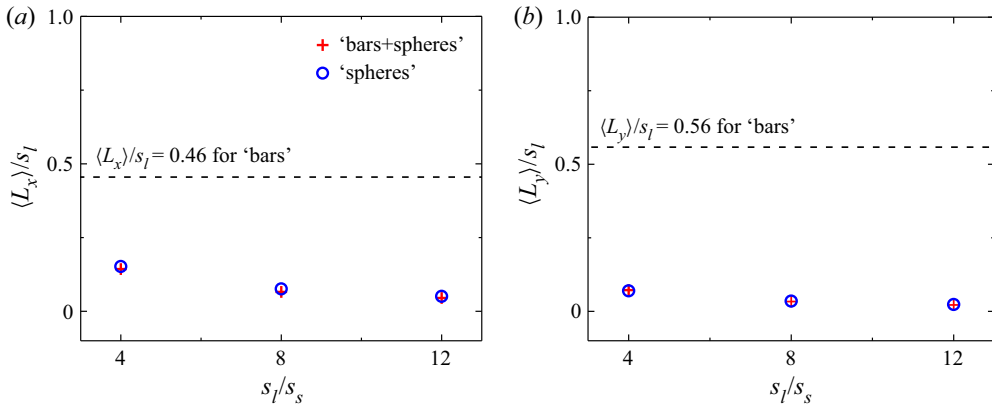 (a)
1.0
0.5
0
⟨Lx⟩/sl
'bars+spheres'
'spheres'
⟨Lx⟩/sl = 0.46 for 'bars'
4 8 12
sl/ss
(b)
1.0
0.5
0
⟨Ly⟩/sl
⟨Ly⟩/sl = 0.56 for 'bars'
4 8 12
sl/ss